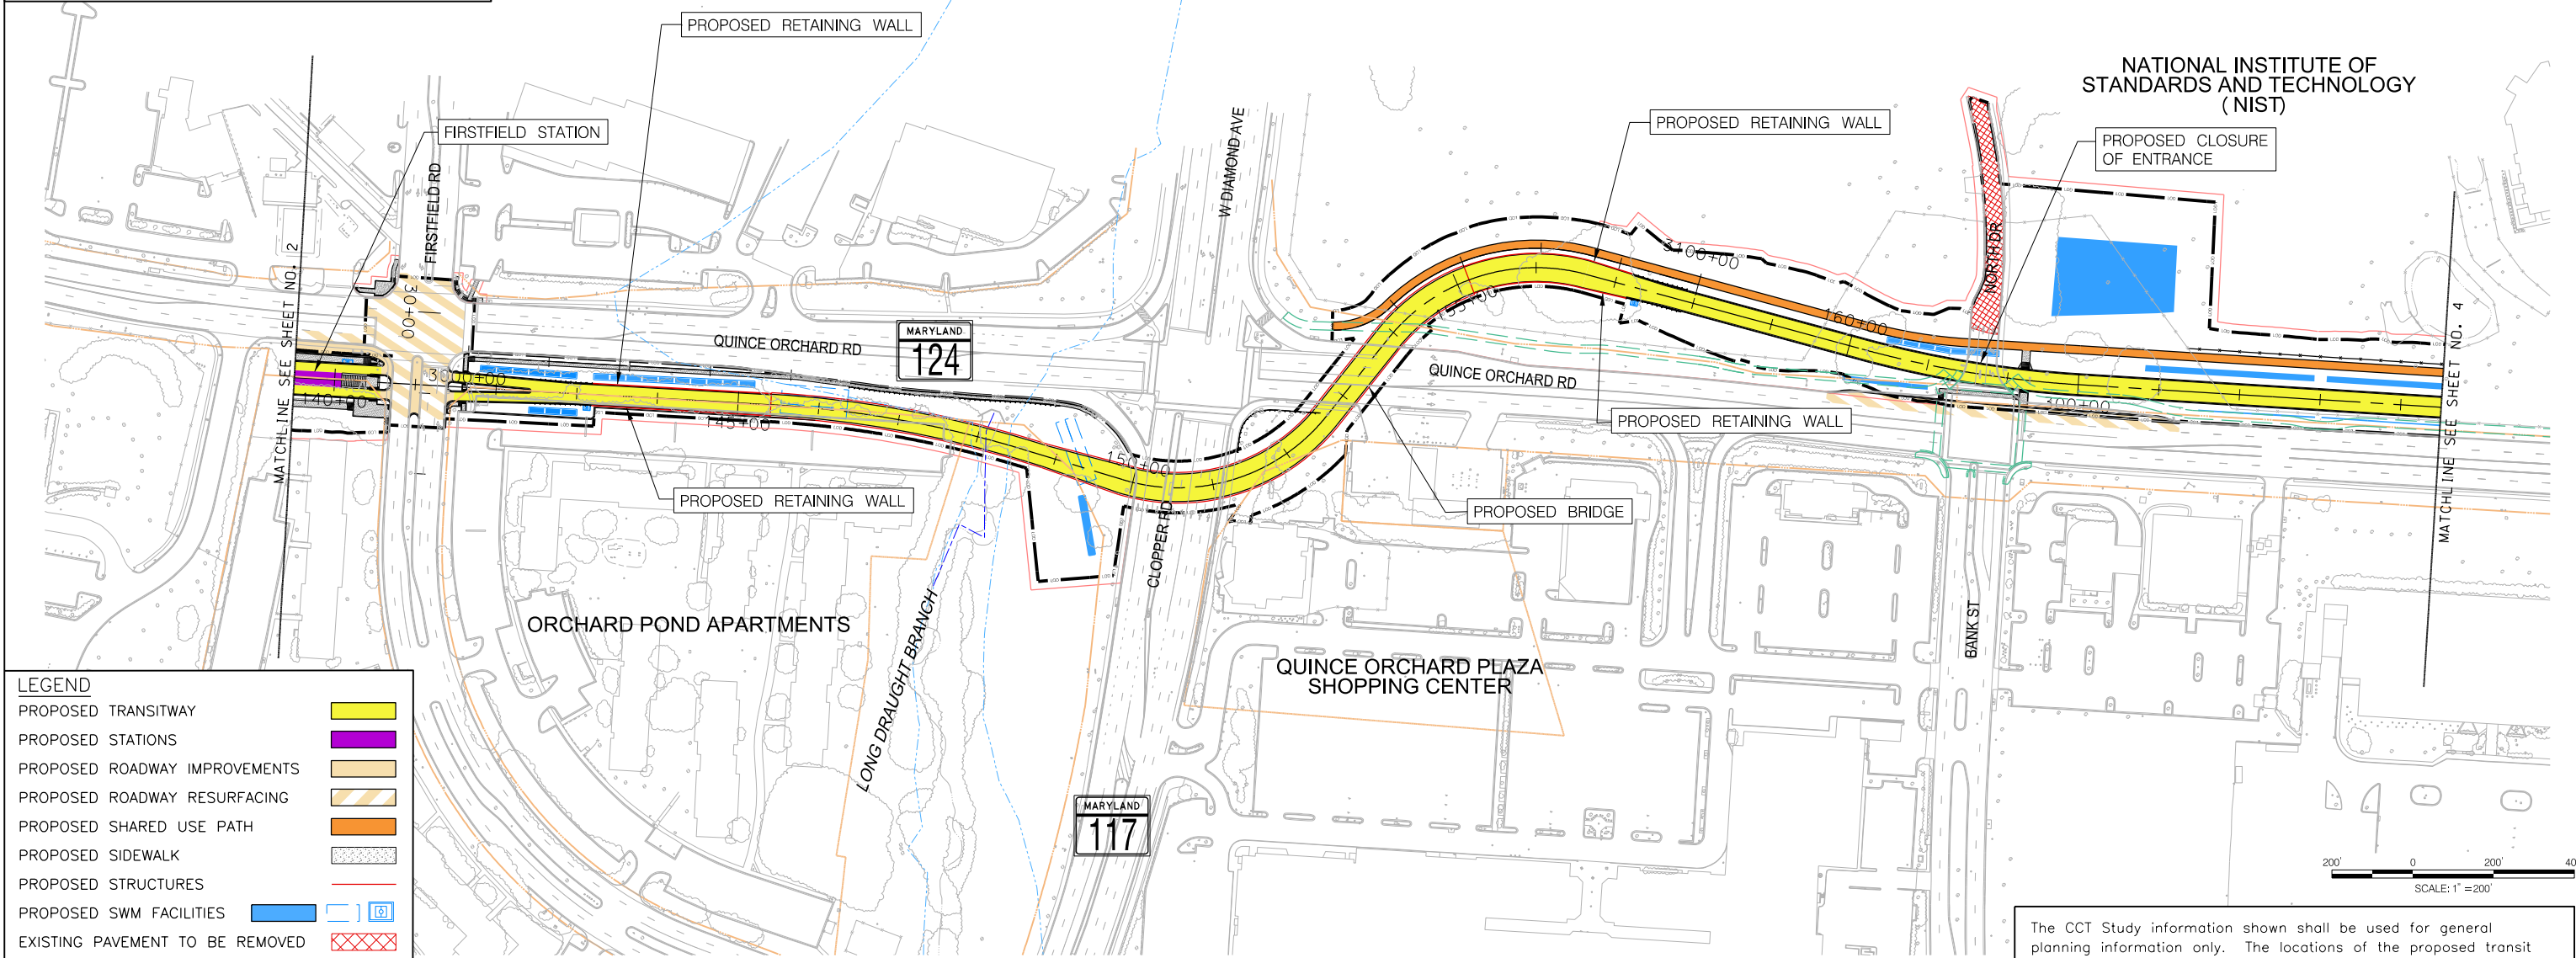 PROPOSED RETAINING WALL
FIRSTFIELD STATION
FIRSTFIELD RD
W DIAMOND AVE
NATIONAL INSTITUTE OF
STANDARDS AND TECHNOLOGY
(NIST)
PROPOSED RETAINING WALL
PROPOSED CLOSURE
OF ENTRANCE
NORTH DR
MATCHLINE SEE SHEET NO. 2
30+00
3000+00
140+00
QUINCE ORCHARD RD
MARYLAND
124
145+00
150+00
155+00
3100+00
160+00
300+00
QUINCE ORCHARD RD
PROPOSED RETAINING WALL
PROPOSED RETAINING WALL
PROPOSED BRIDGE
MATCHLINE SEE SHEET NO. 4
CLOPPER RD
BANK ST
ORCHARD POND APARTMENTS
LONG DRAUGHT BRANCH
QUINCE ORCHARD PLAZA
SHOPPING CENTER
MARYLAND
117
LEGEND
PROPOSED TRANSITWAY
PROPOSED STATIONS
PROPOSED ROADWAY IMPROVEMENTS
PROPOSED ROADWAY RESURFACING
PROPOSED SHARED USE PATH
PROPOSED SIDEWALK
PROPOSED STRUCTURES
PROPOSED SWM FACILITIES
EXISTING PAVEMENT TO BE REMOVED
200' 0 200' 40
SCALE: 1" = 200'
The CCT Study information shown shall be used for general
planning information only. The locations of the proposed transit